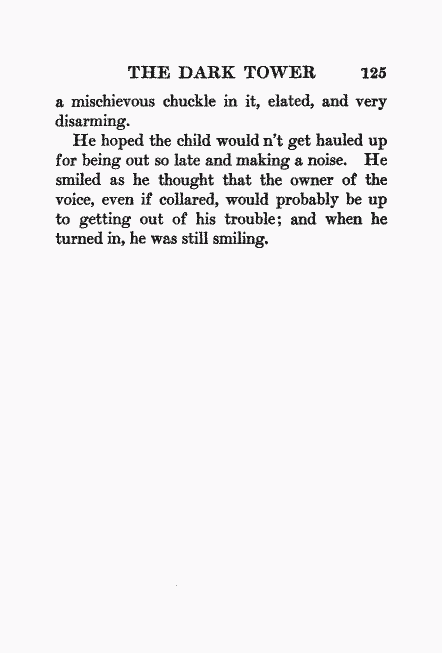 THE DARK TOWER 125
a mischievous chuckle in it, elated, and very
disarming.
He hoped the child would n't get hauled up
for being out so late and making a noise. He
smiled as he thought that the owner of the
voice, even if collared, would probably be up
to getting out of his trouble; and when he
turned in, he was still smiling.